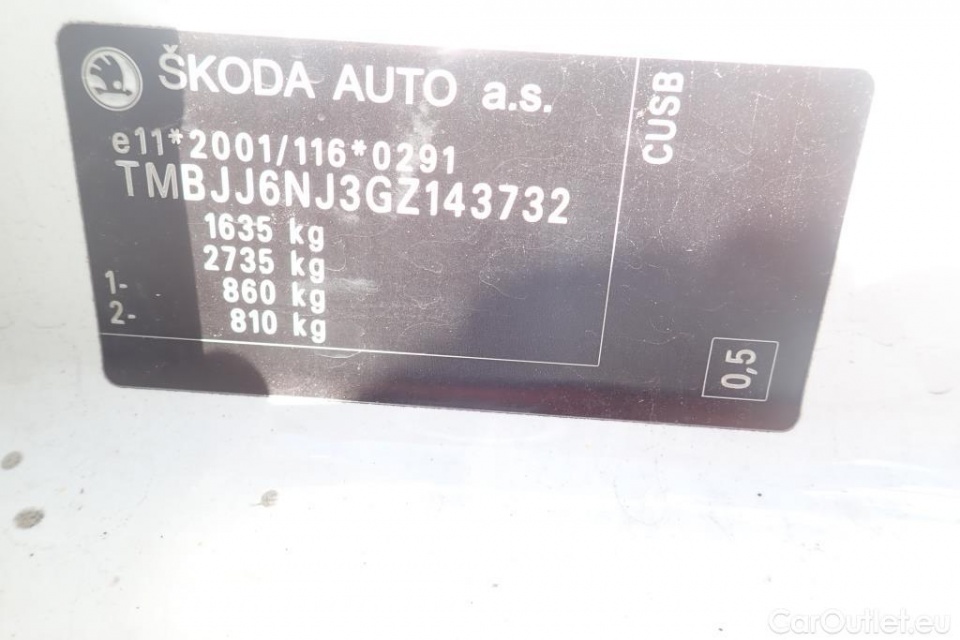 ŠKODA AUTO a.s.
e11*2001/116*0291
TMBJJ6NJ3GZ143732
1635 kg
2735 kg
1- 860 kg
2- 810 kg
CUSB
0,5
CarOutlet.eu